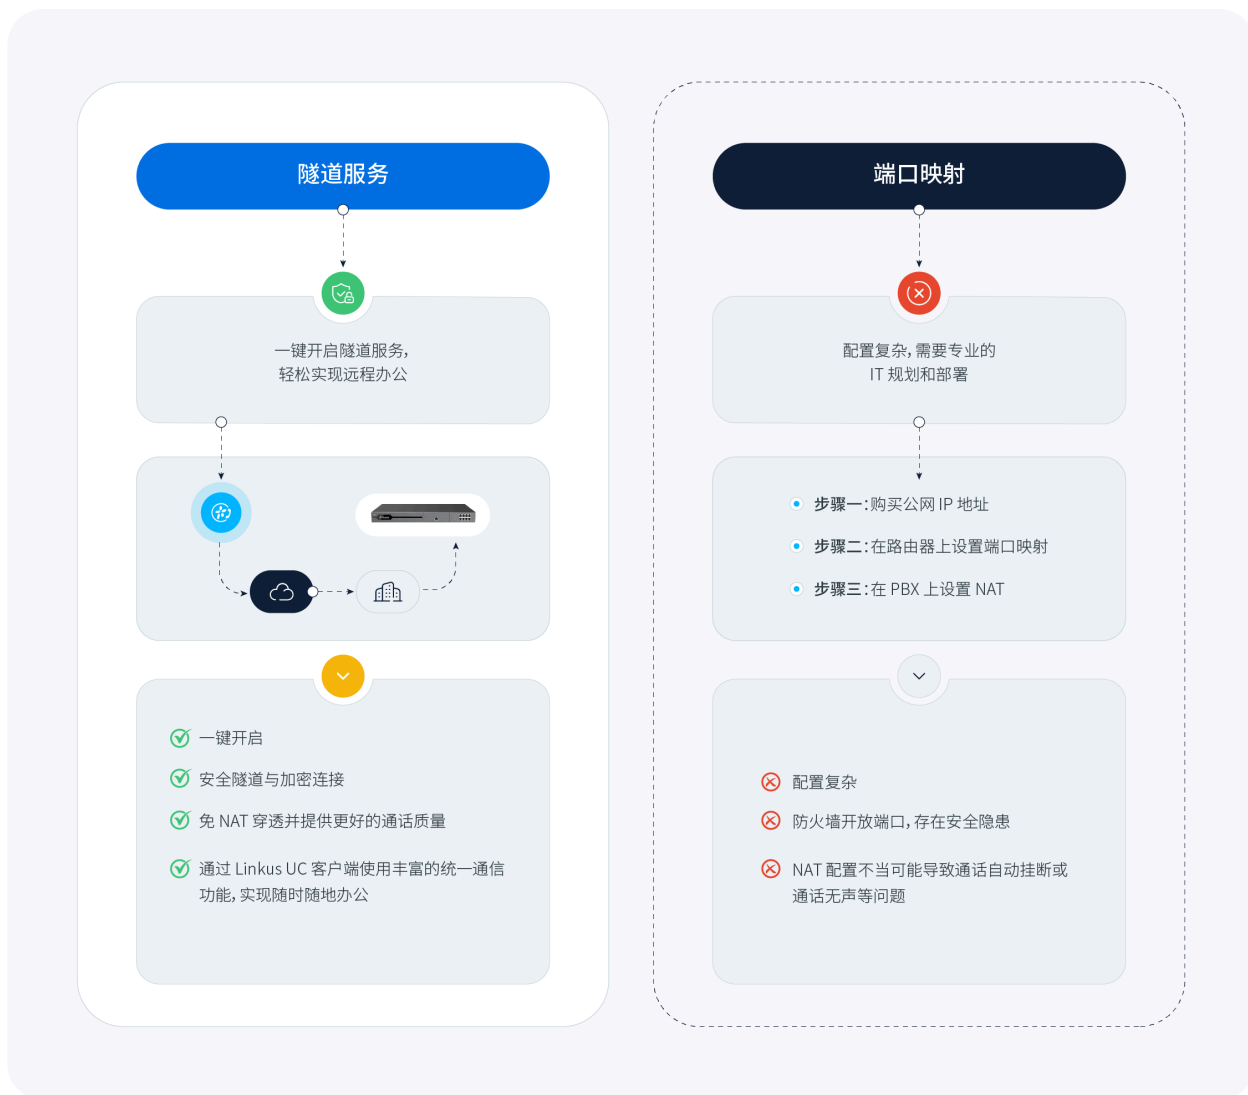 隧道服务
一键开启隧道服务，
轻松实现远程办公
一键开启
安全隧道与加密连接
免 NAT 穿透并提供更好的通话质量
通过 Linkus UC 客户端使用丰富的统一通信
功能，实现随时随地办公
端口映射
配置复杂，需要专业的
IT 规划和部署
步骤一：购买公网 IP 地址
步骤二：在路由器上设置端口映射
步骤三：在 PBX 上设置 NAT
配置复杂
防火墙开放端口，存在安全隐患
NAT 配置不当可能导致通话自动挂断或
通话无声等问题